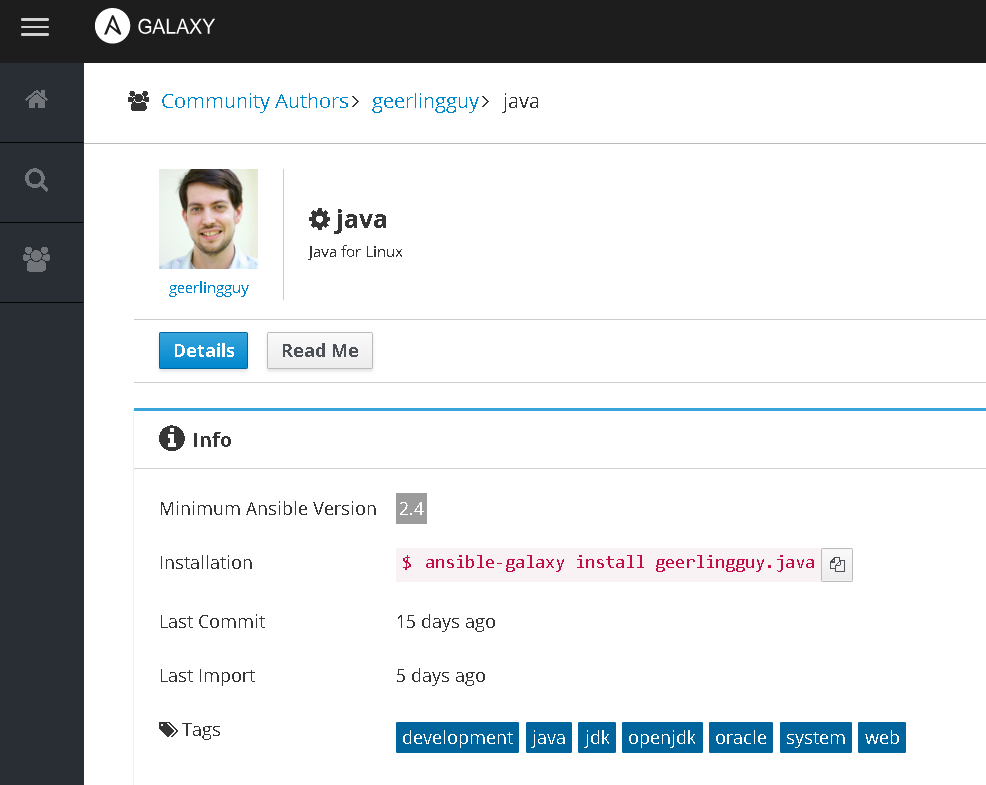 A GALAXY
Community Authors> geerlingguy> java
java
Java for Linux
geerlingguy
Details Read Me
Info
Minimum Ansible Version 2.4
Installation $ ansible-galaxy install geerlingguy.java
Last Commit 15 days ago
Last Import 5 days ago
Tags development java jdk openjdk oracle system web